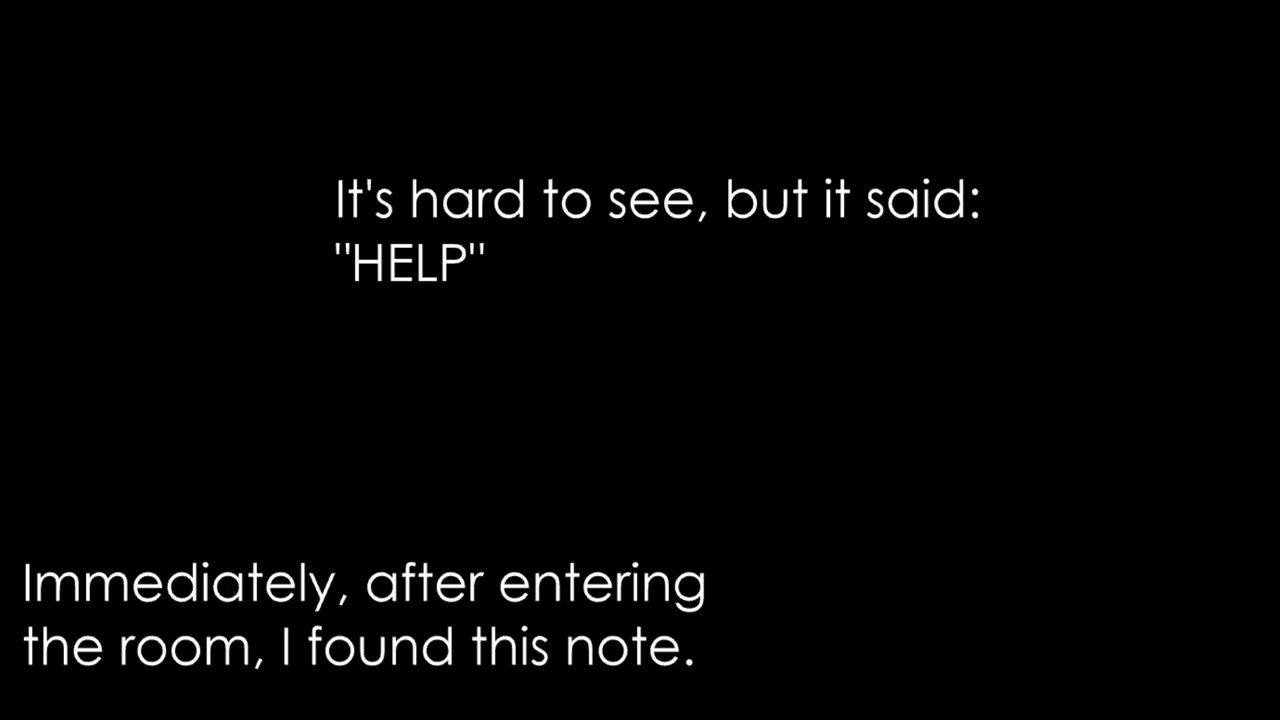 It's hard to see, but it said:
"HELP"
Immediately, after entering
the room, I found this note.